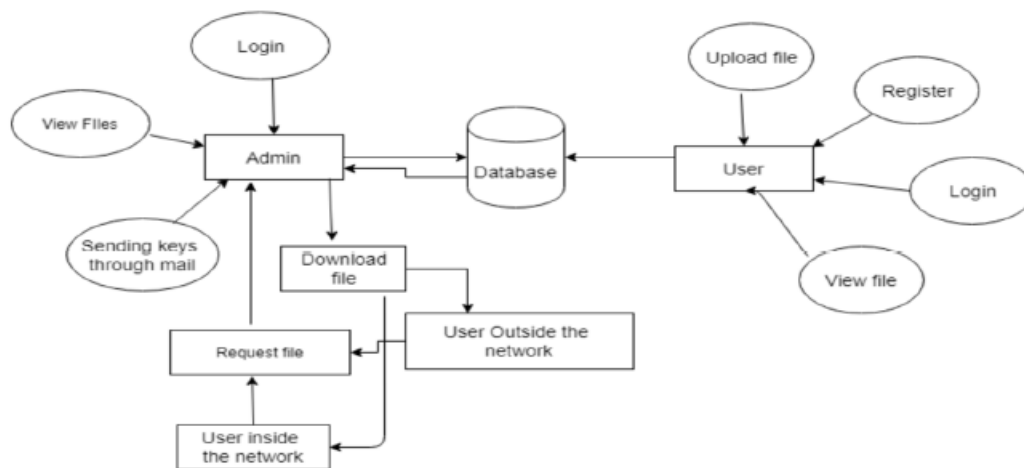 Login
Upload file
Register
View FIles
Admin
Database
User
Login
Sending keys
through mail
Download
file
View file
User Outside the
network
Request file
User inside
the network